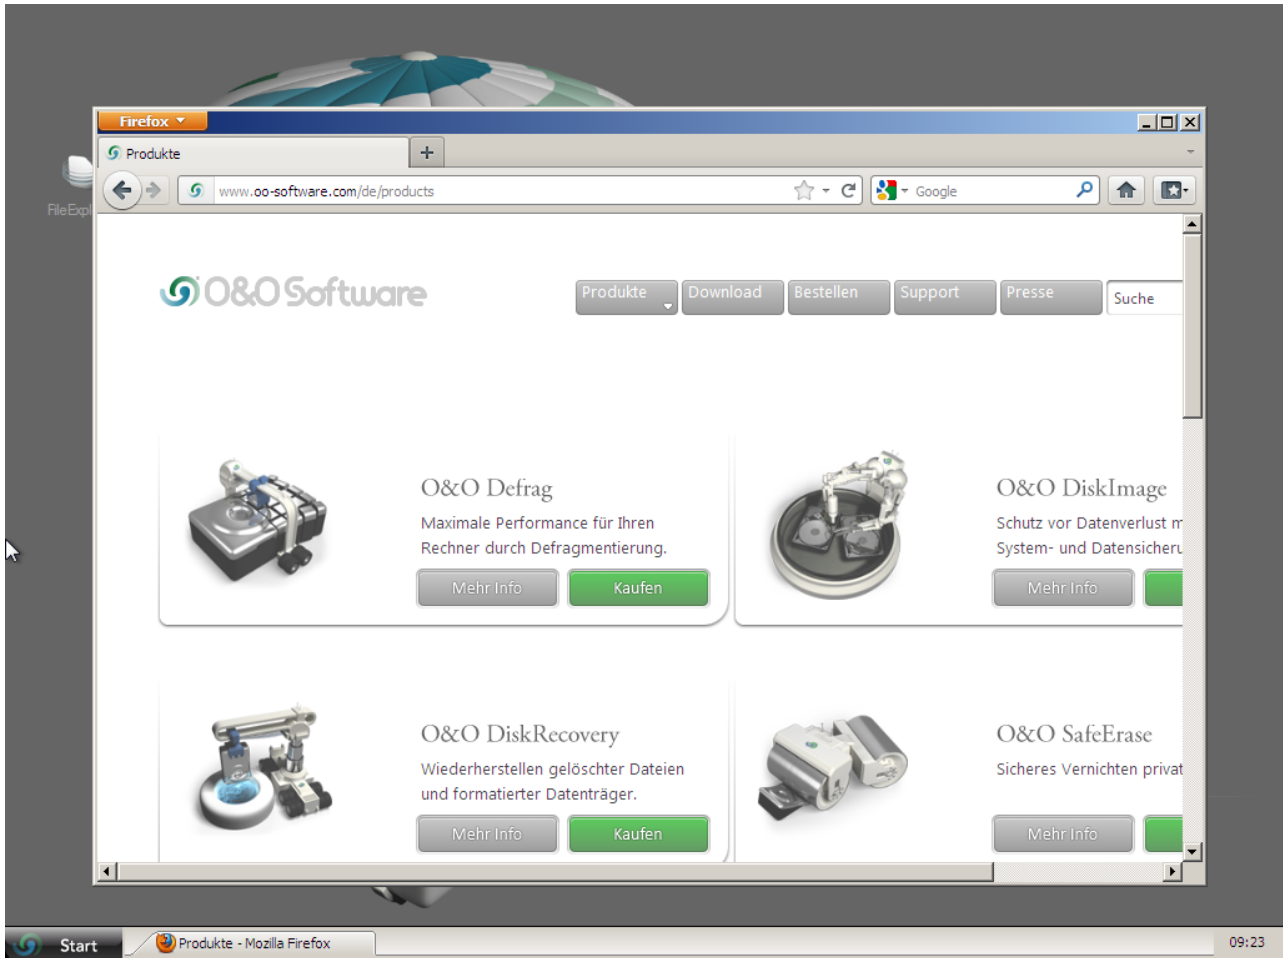 Firefox
Produkte
www.oo-software.com/de/products
Google
FileExpl
O&O Software
Produkte
Download
Bestellen
Support
Presse
Suche
O&O Defrag
Maximale Performance für Ihren
Rechner durch Defragmentierung.
Mehr Info
Kaufen
O&O DiskImage
Schutz vor Datenverlust m
System- und Datensicheru
Mehr Info
O&O DiskRecovery
Wiederherstellen gelöschter Dateien
und formatierter Datenträger.
Mehr Info
Kaufen
O&O SafeErase
Sicheres Vernichten privat
Mehr Info
Start
Produkte - Mozilla Firefox
09:23